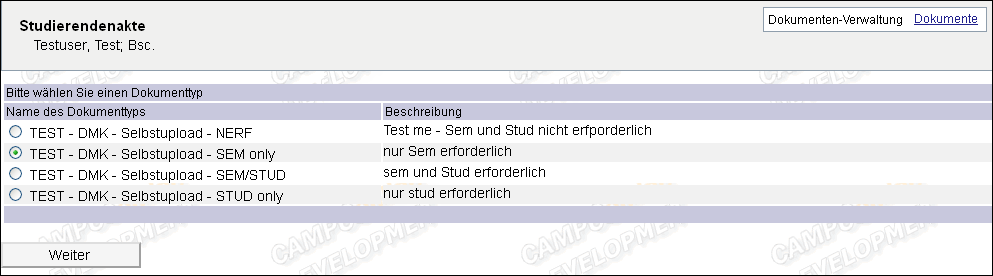 Studierendenakte
Testuser, Test; Bsc.
Dokumenten-Verwaltung Dokumente
Bitte wählen Sie einen Dokumenttyp
Name des Dokumenttyps Beschreibung
TEST - DMK - Selbstupload - NERF Test me - Sem und Stud nicht erfporderlich
TEST - DMK - Selbstupload - SEM only nur Sem erforderlich
TEST - DMK - Selbstupload - SEM/STUD sem und Stud erforderlich
TEST - DMK - Selbstupload - STUD only nur stud erforderlich
Weiter